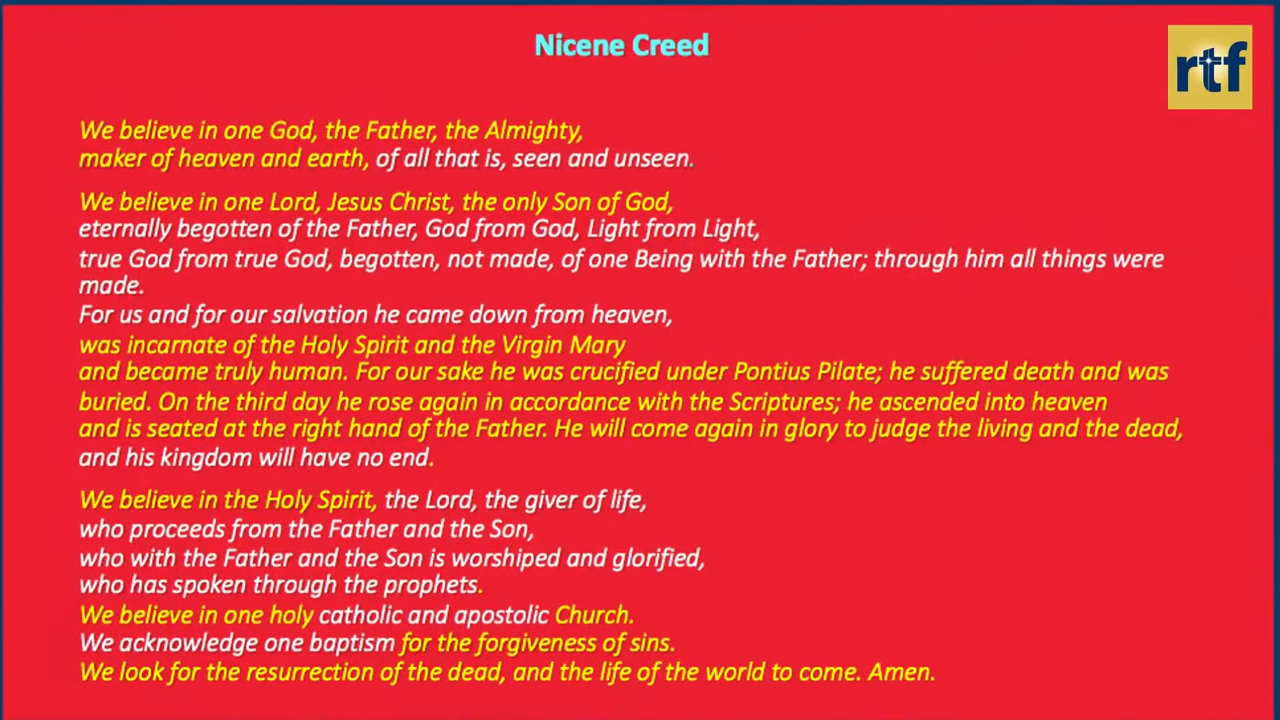 Nicene Creed
rtf
We believe in one God, the Father, the Almighty,
maker of heaven and earth, of all that is, seen and unseen.
We believe in one Lord, Jesus Christ, the only Son of God,
eternally begotten of the Father, God from God, Light from Light,
true God from true God, begotten, not made, of one Being with the Father; through him all things were
made.
For us and for our salvation he came down from heaven,
was incarnate of the Holy Spirit and the Virgin Mary
and became truly human. For our sake he was crucified under Pontius Pilate; he suffered death and was
buried. On the third day he rose again in accordance with the Scriptures; he ascended into heaven
and is seated at the right hand of the Father. He will come again in glory to judge the living and the dead,
and his kingdom will have no end.
We believe in the Holy Spirit, the Lord, the giver of life,
who proceeds from the Father and the Son,
who with the Father and the Son is worshiped and glorified,
who has spoken through the prophets.
We believe in one holy catholic and apostolic Church.
We acknowledge one baptism for the forgiveness of sins.
We look for the resurrection of the dead, and the life of the world to come. Amen.